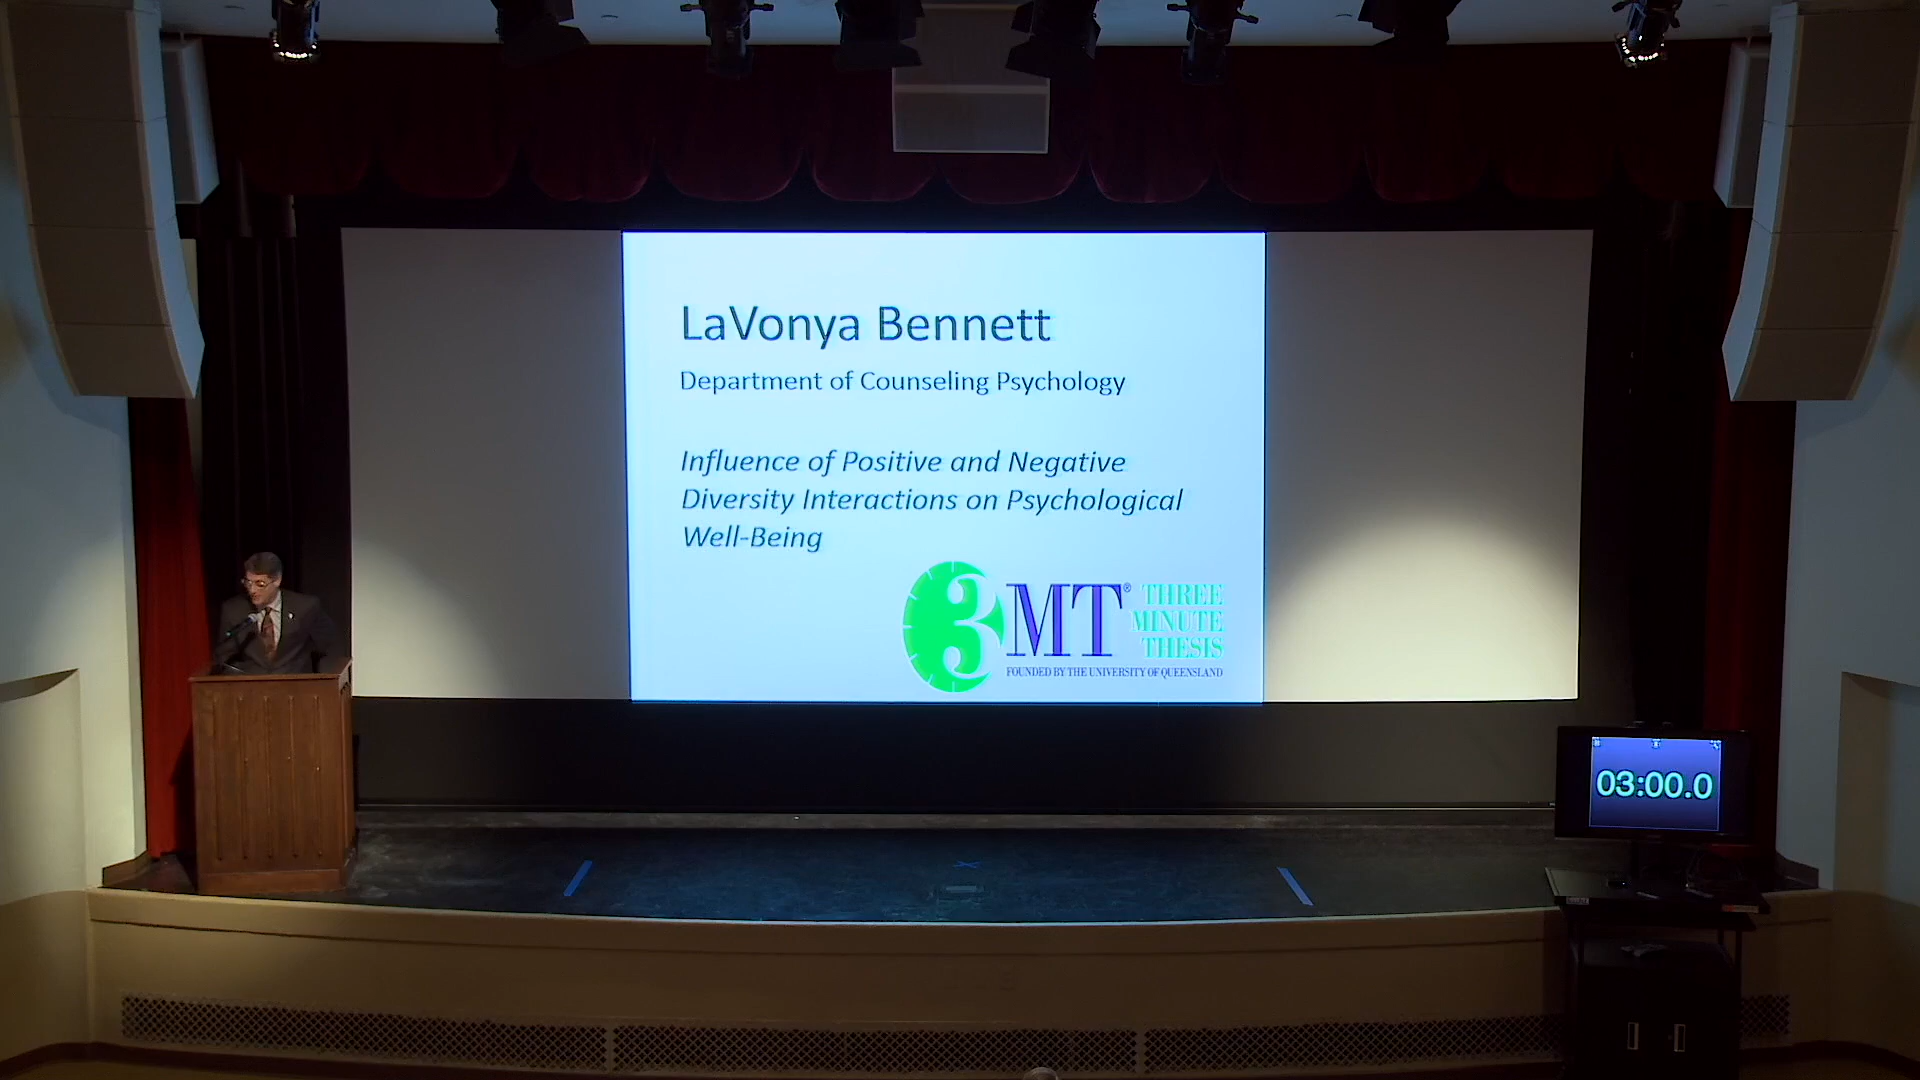 LaVonya Bennett
Department of Counseling Psychology
Influence of Positive and Negative
Diversity Interactions on Psychological
Well-Being
3MT® THREE
MINUTE
THESIS
FOUNDED BY THE UNIVERSITY OF QUEENSLAND
03:00.0